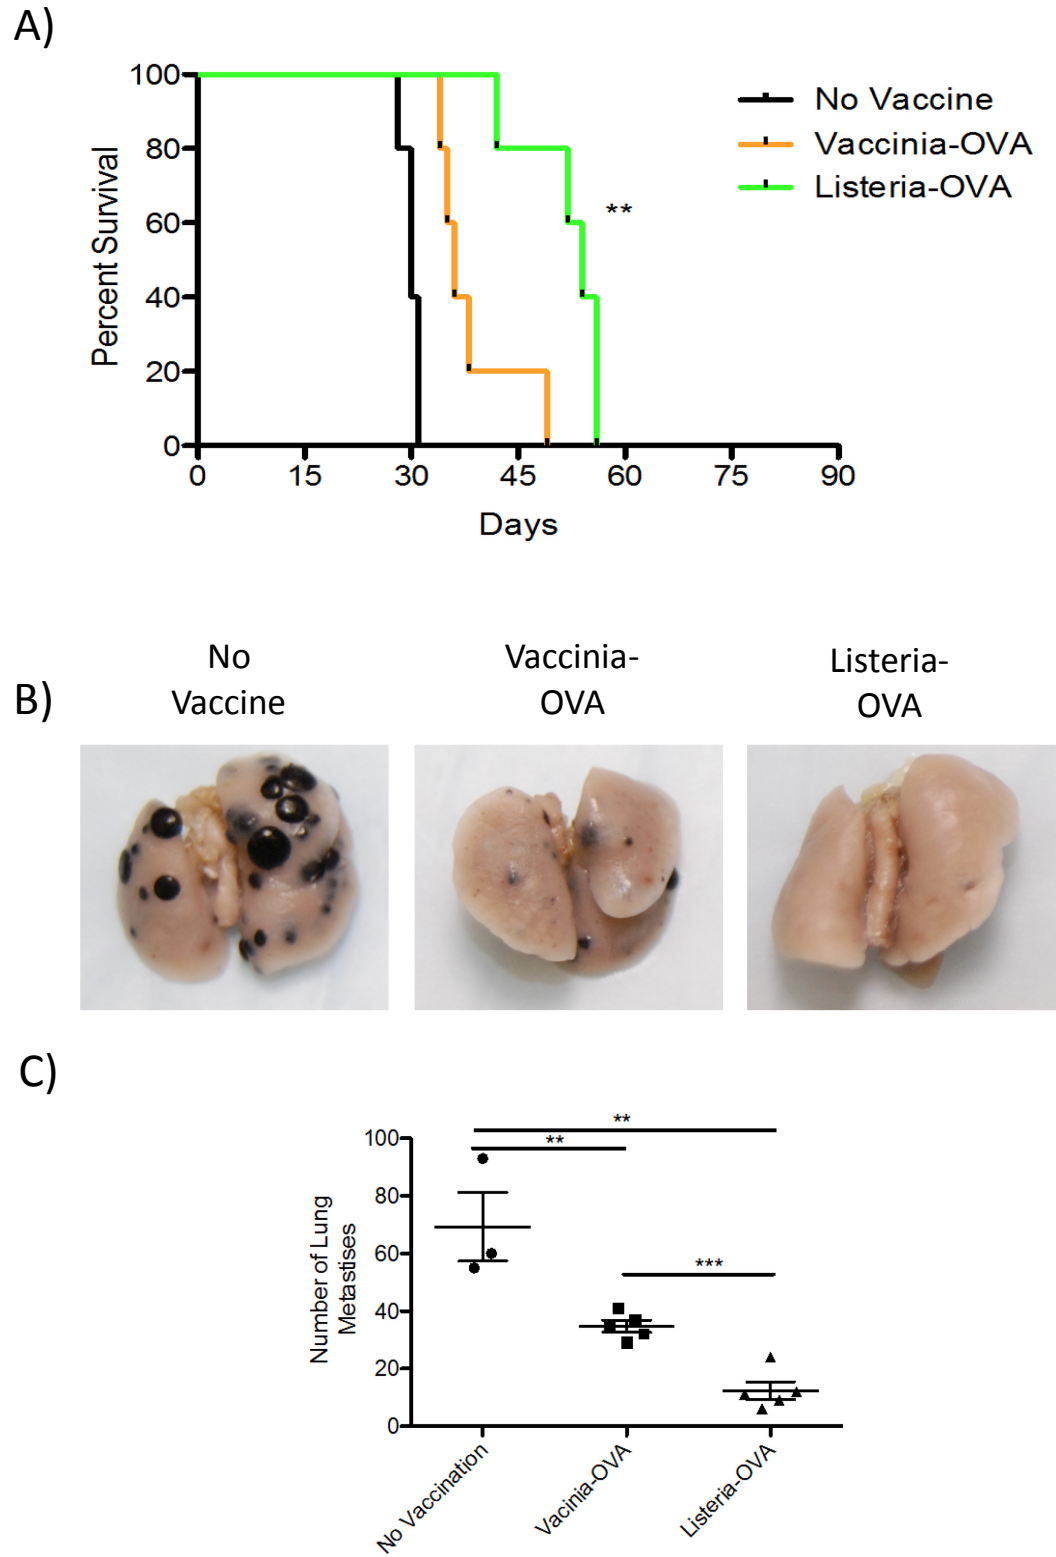 A)
100
80
60
40
20
0
Percent Survival
0 15 30 45 60 75 90
Days
No Vaccine
Vaccinia-OVA
Listeria-OVA
**
B)
No
Vaccine
Vaccinia-
OVA
Listeria-
OVA
C)
100
80
60
40
20
0
Number of Lung
Metastises
**
**
***
No Vaccination
Vacinia-OVA
Listeria-OVA